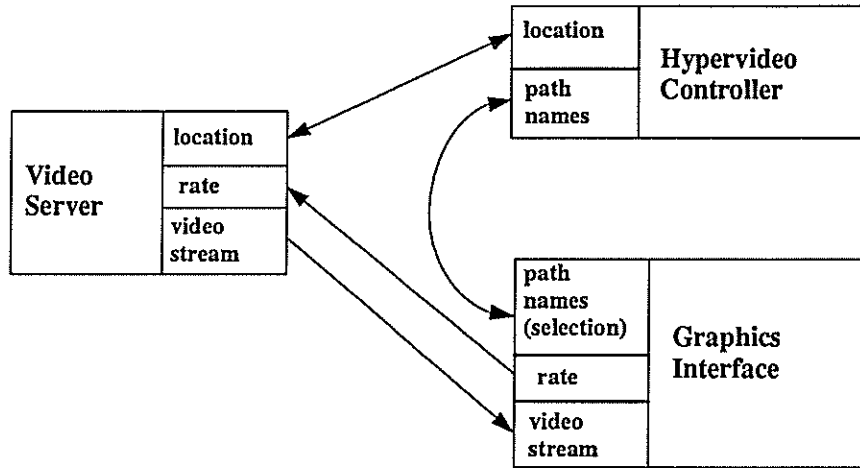 Video
Server
location
rate
video
stream
location
path
names
Hypervideo
Controller
path
names
(selection)
rate
video
stream
Graphics
Interface